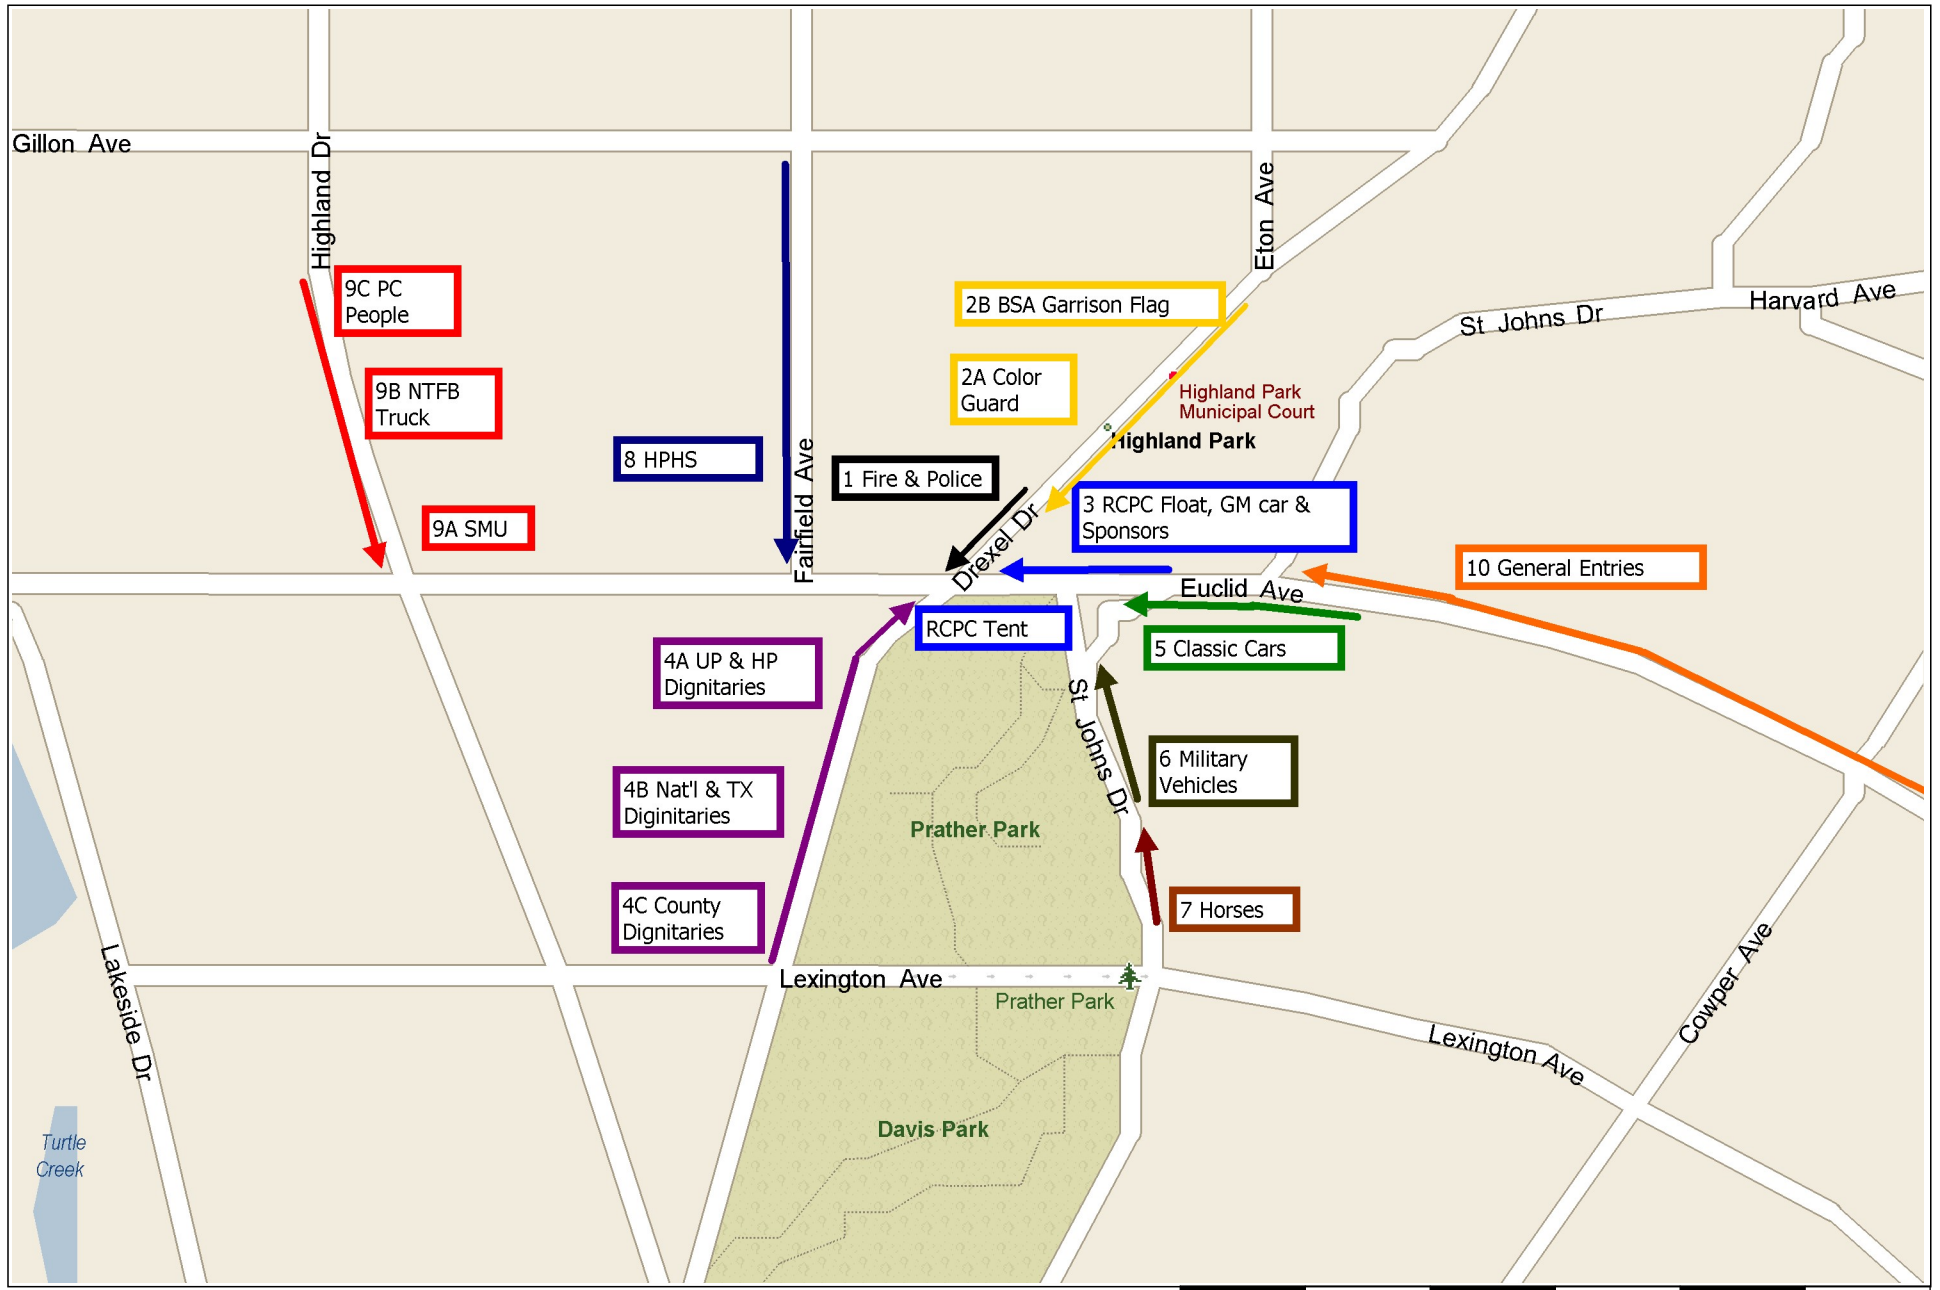 Gillon Ave
Highland Dr
Eton Ave
9C PC
People
2B BSA Garrison Flag
St Johns Dr
Harvard Ave
9B NTFB
Truck
2A Color
Guard
Highland Park
Municipal Court
Highland Park
8 HPHS
Fairfield Ave
1 Fire & Police
9A SMU
Drexel Dr
3 RCPC Float, GM car &
Sponsors
10 General Entries
Euclid Ave
RCPC Tent
5 Classic Cars
4A UP & HP
Dignitaries
St Johns Dr
6 Military
Vehicles
4B Nat'l & TX
Diginitaries
Prather Park
4C County
Dignitaries
7 Horses
Lakeside Dr
Lexington Ave
Prather Park
Cowper Ave
Lexington Ave
Davis Park
Turtle
Creek